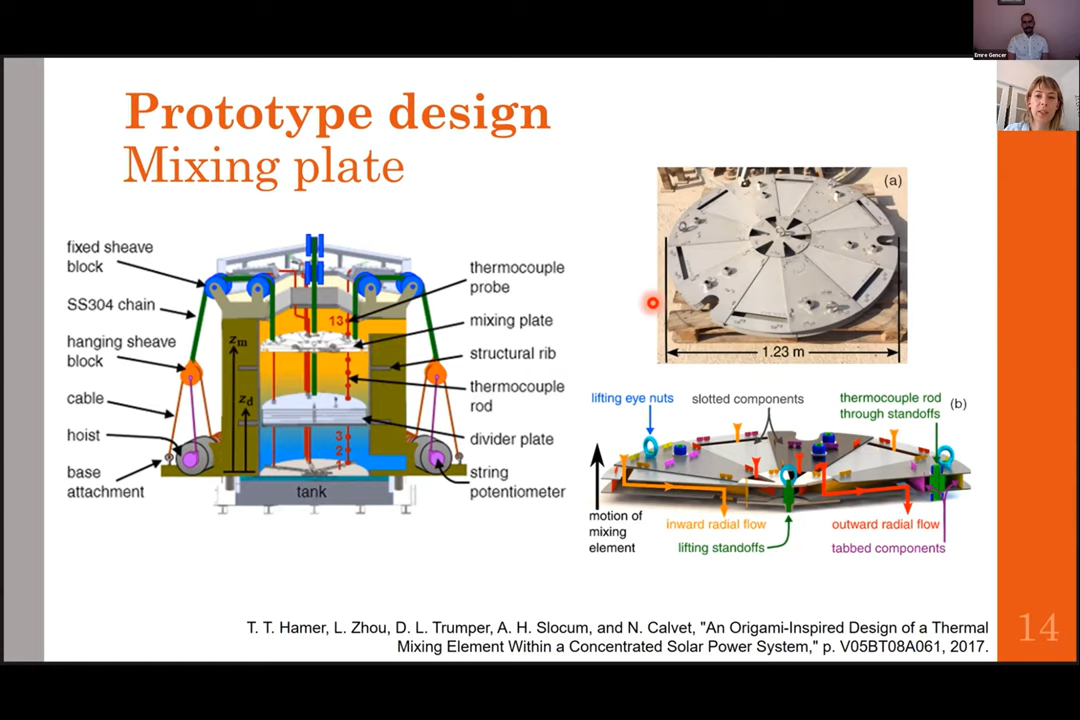 Emre Gencer
Prototype design
Mixing plate
fixed sheave
block
SS304 chain
hanging sheave
block
cable
hoist
base
attachment
zm
zd
13
3
2
1
tank
thermocouple
probe
mixing plate
structural rib
thermocouple
rod
divider plate
string
potentiometer
(a)
1.23 m
lifting eye nuts
slotted components
thermocouple rod
through standoffs
(b)
motion of
mixing
element
inward radial flow
lifting standoffs
outward radial flow
tabbed components
T. T. Hamer, L. Zhou, D. L. Trumper, A. H. Slocum, and N. Calvet, "An Origami-Inspired Design of a Thermal
Mixing Element Within a Concentrated Solar Power System," p. V05BT08A061, 2017.
14